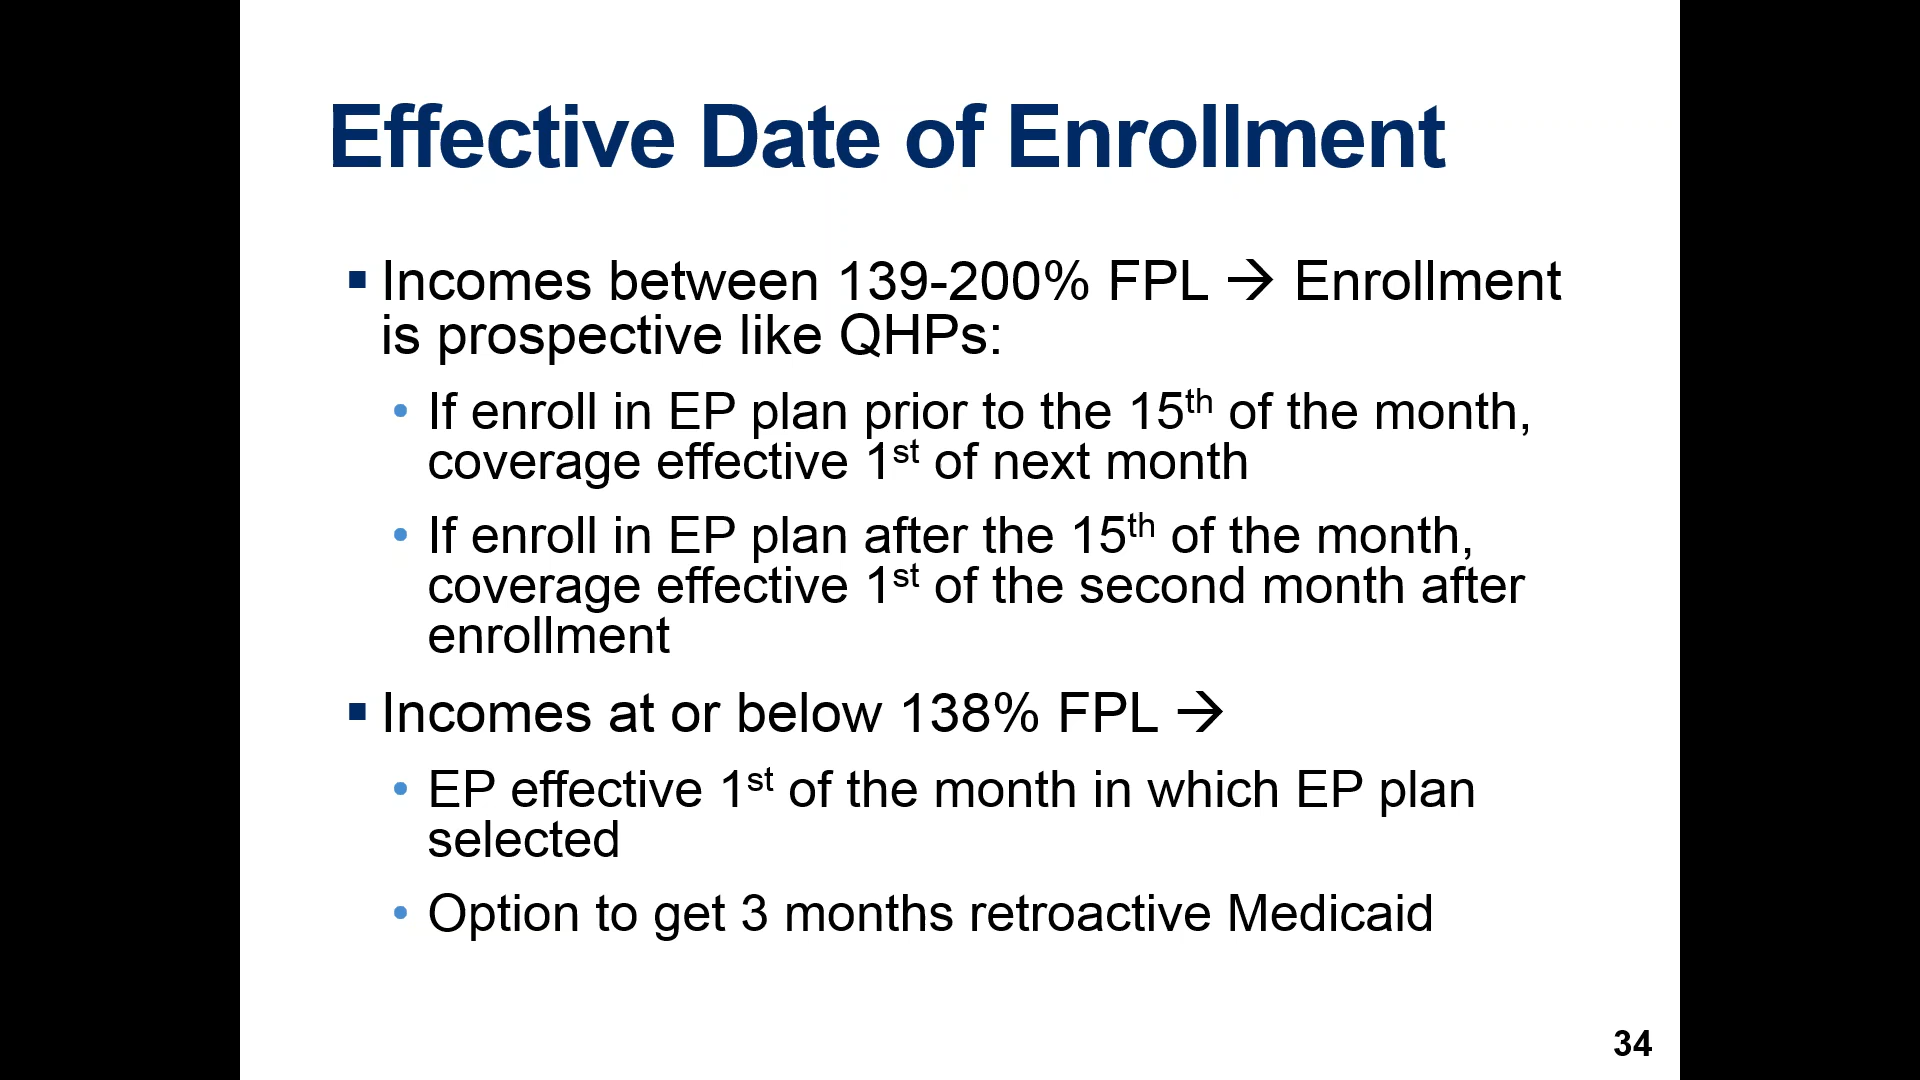 Effective Date of Enrollment
▪ Incomes between 139-200% FPL → Enrollment
is prospective like QHPs:
• If enroll in EP plan prior to the 15th of the month,
coverage effective 1st of next month
• If enroll in EP plan after the 15th of the month,
coverage effective 1st of the second month after
enrollment
▪ Incomes at or below 138% FPL →
• EP effective 1st of the month in which EP plan
selected
• Option to get 3 months retroactive Medicaid
34